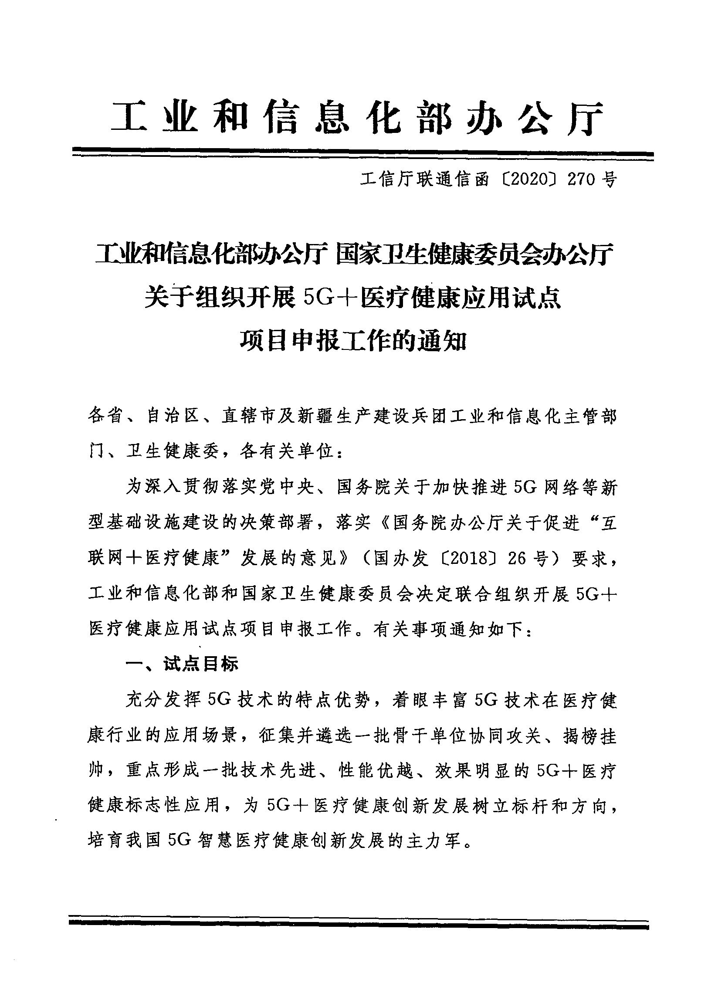 工业和信息化部办公厅
工信厅联通信函〔2020〕270号
工业和信息化部办公厅 国家卫生健康委员会办公厅
关于组织开展5G+医疗健康应用试点
项目申报工作的通知
各省、自治区、直辖市及新疆生产建设兵团工业和信息化主管部
门、卫生健康委，各有关单位：
为深入贯彻落实党中央、国务院关于加快推进5G网络等新
型基础设施建设的决策部署，落实《国务院办公厅关于促进“互
联网+医疗健康”发展的意见》（国办发〔2018〕26号）要求，
工业和信息化部和国家卫生健康委员会决定联合组织开展5G+
医疗健康应用试点项目申报工作。有关事项通知如下：
一、试点目标
充分发挥5G技术的特点优势，着眼丰富5G技术在医疗健
康行业的应用场景，征集并遴选一批骨干单位协同攻关、揭榜挂
帅，重点形成一批技术先进、性能优越、效果明显的5G+医疗
健康标志性应用，为5G+医疗健康创新发展树立标杆和方向，
培育我国5G智慧医疗健康创新发展的主力军。